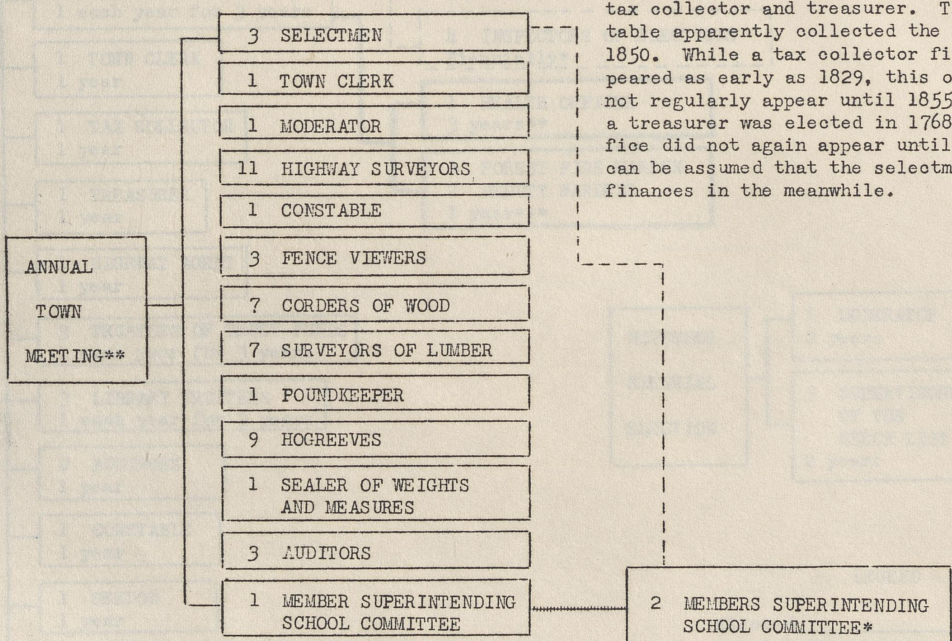 tax collector and treasurer. T
table apparently collected the
1850. While a tax collector fi
peared as early as 1829, this o
not regularly appear until 1855
a treasurer was elected in 1768
fice did not again appear until
can be assumed that the selectm
finances in the meanwhile.
ANNUAL
TOWN
MEETING**
3 SELECTMEN
1 TOWN CLERK
1 MODERATOR
11 HIGHWAY SURVEYORS
1 CONSTABLE
3 FENCE VIEWERS
7 CORDERS OF WOOD
7 SURVEYORS OF LUMBER
1 POUNDKEEPER
9 HOGREEVES
1 SEALER OF WEIGHTS
AND MEASURES
3 AUDITORS
1 MEMBER SUPERINTENDING
SCHOOL COMMITTEE
2 MEMBERS SUPERINTENDING
SCHOOL COMMITTEE*